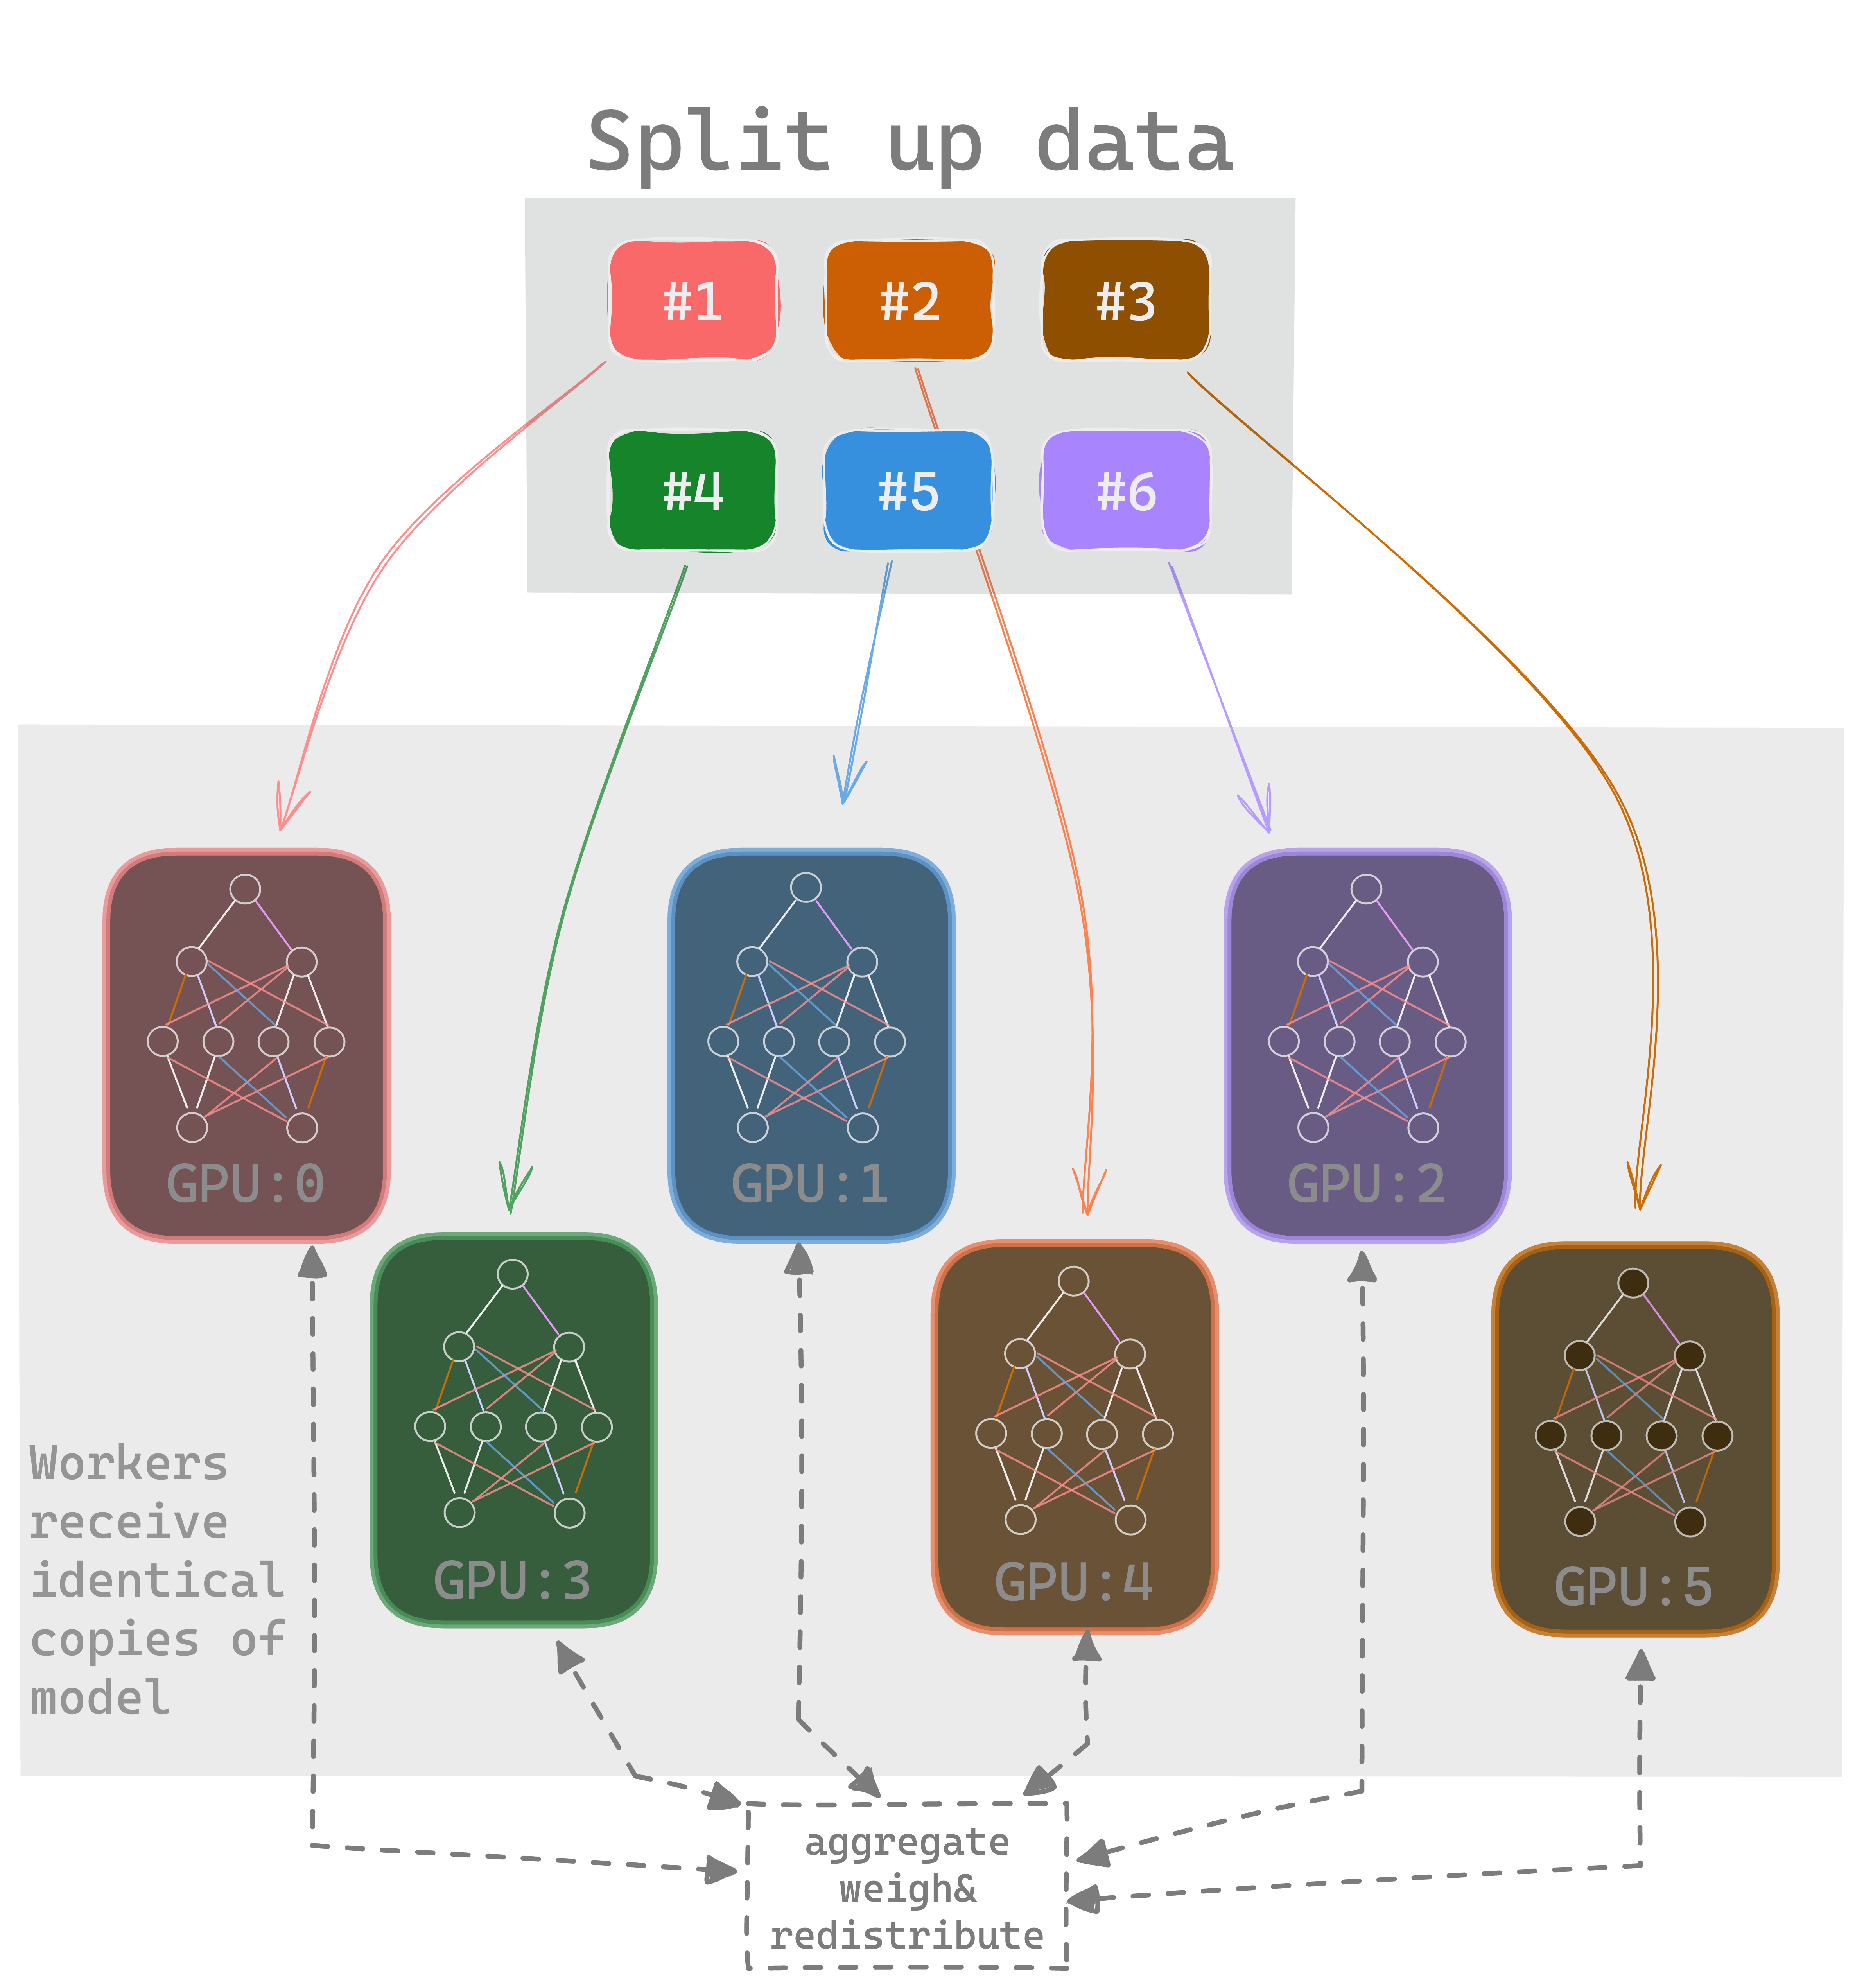 Split up data
#1 #2 #3
#4 #5 #6
GPU:0 GPU:1 GPU:2
GPU:3 GPU:4 GPU:5
Workers
receive
identical
copies of
model
aggregate
weigh&
redistribute